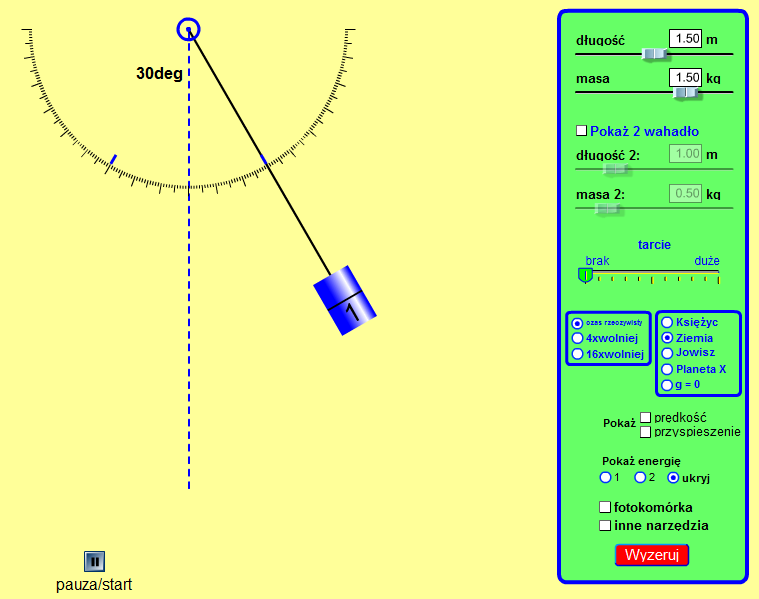 30deg
1
pauza/start
długość 1.50 m
masa 1.50 kg
Pokaż 2 wahadło
długość 2: 1.00 m
masa 2: 0.50 kg
tarcie
brak duże
czas rzeczywisty
4xwolniej
16xwolniej
Księżyc
Ziemia
Jowisz
Planeta X
g = 0
Pokaż prędkość
przyspieszenie
Pokaż energię
1 2 ukryj
fotokomórka
inne narzędzia
Wyzeruj